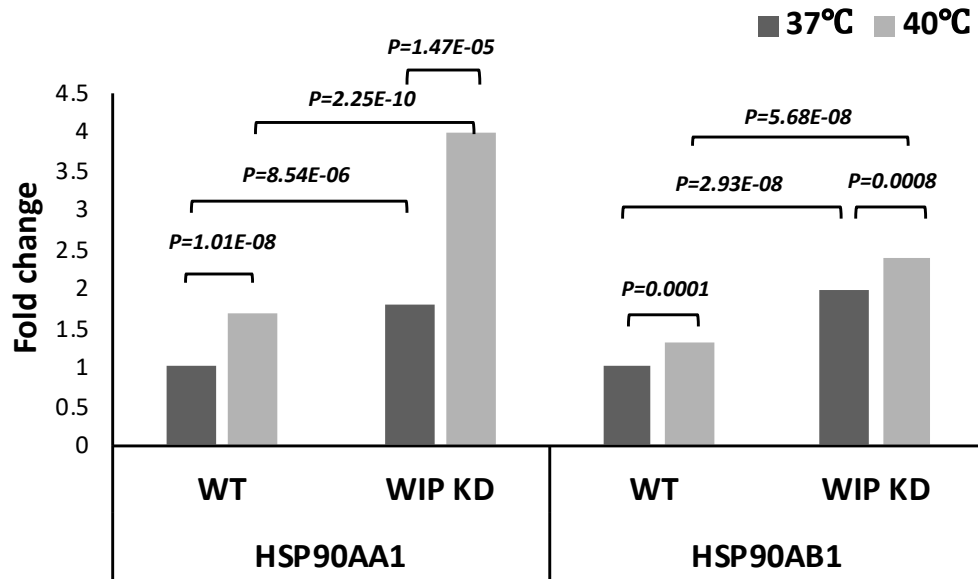 37℃ 40℃
P=1.47E-05
P=2.25E-10
P=5.68E-08
P=8.54E-06
P=2.93E-08
P=0.0008
P=1.01E-08
P=0.0001
Fold change
4.5
4
3.5
3
2.5
2
1.5
1
0.5
0
WT WIP KD WT WIP KD
HSP90AA1 HSP90AB1